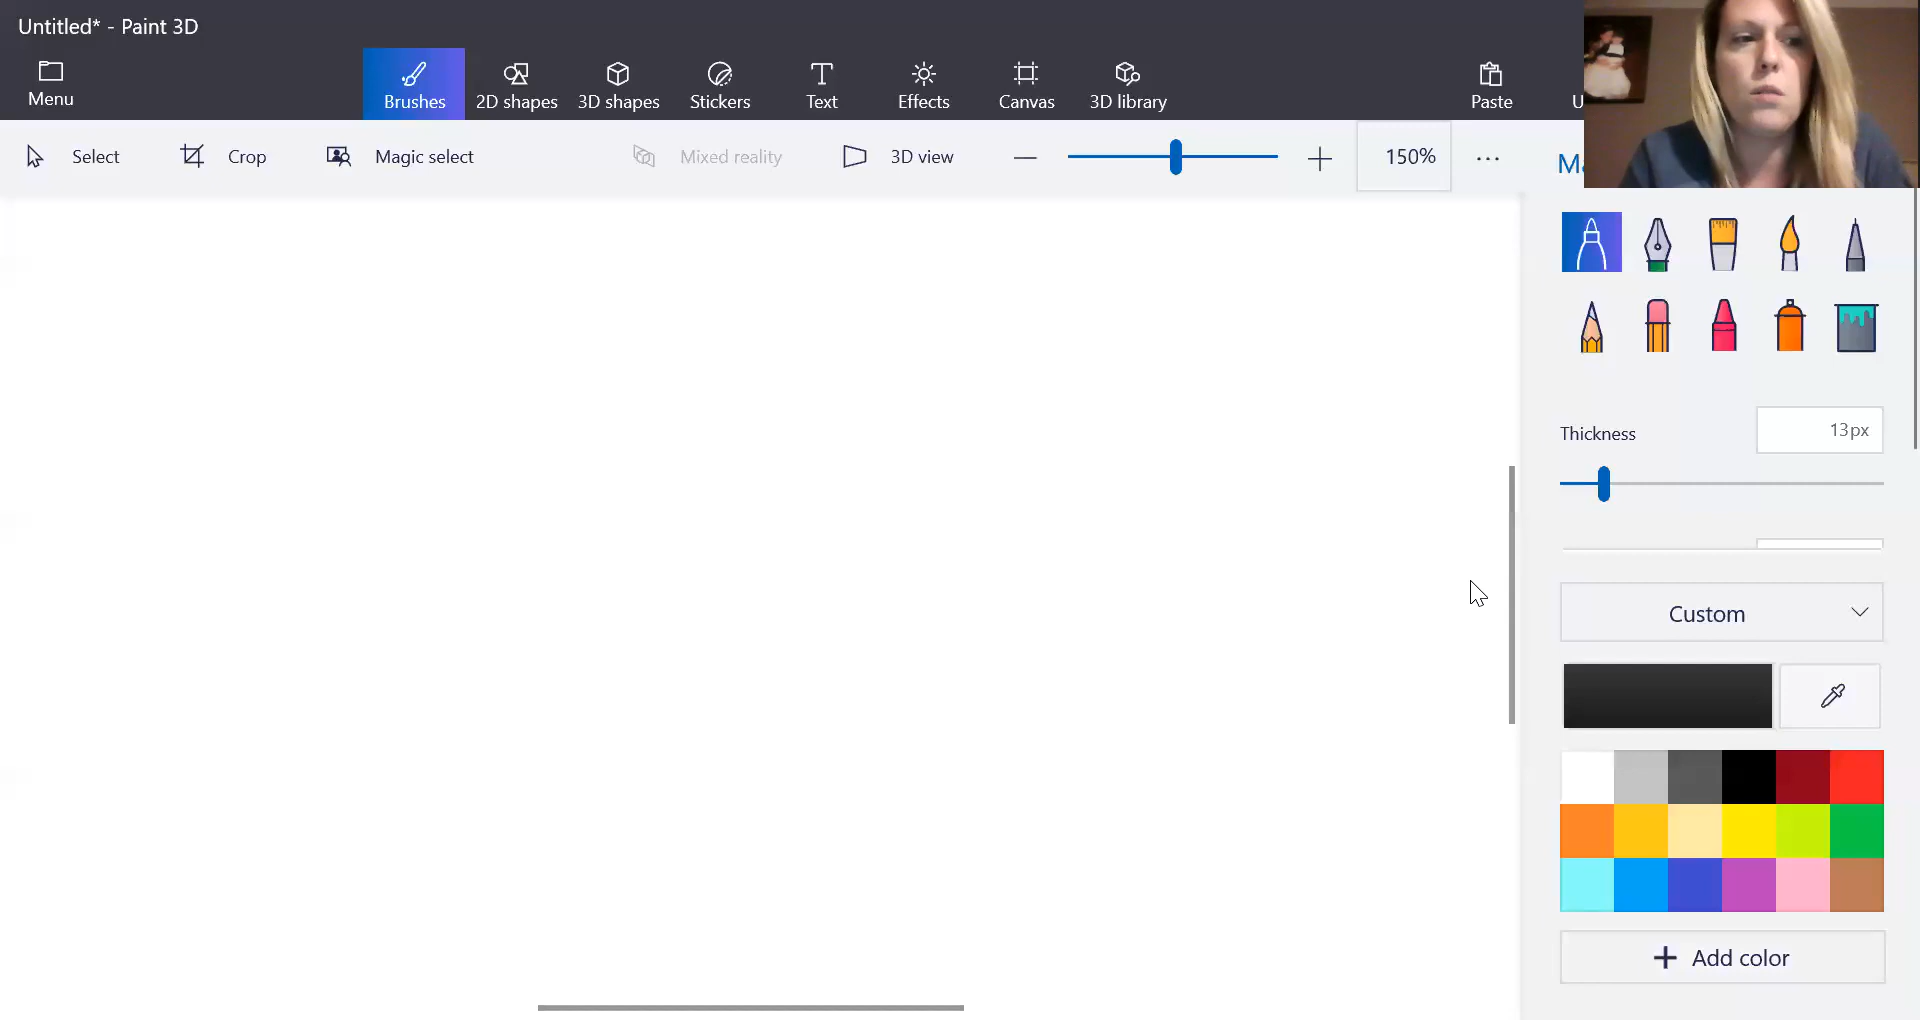 Untitled* - Paint 3D
Menu
Brushes
2D shapes
3D shapes
Stickers
Text
Effects
Canvas
3D library
Paste
Select
Crop
Magic select
Mixed reality
3D view
150%
Thickness
13px
Custom
Add color